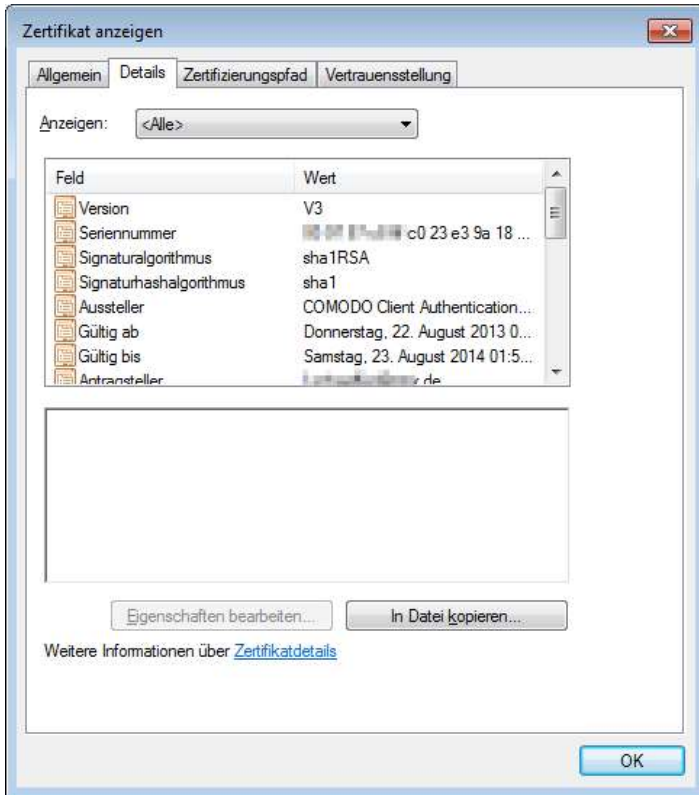 Zertifikat anzeigen
Allgemein Details Zertifizierungspfad Vertrauensstellung
Anzeigen: <Alle>
Feld Wert
Version V3
Seriennummer c0 23 e3 9a 18 ...
Signaturalgorithmus sha1RSA
Signaturhashalgorithmus sha1
Aussteller COMODO Client Authentication...
Gültig ab Donnerstag, 22. August 2013 0...
Gültig bis Samstag, 23. August 2014 01:5...
Antragsteller de
Eigenschaften bearbeiten... In Datei kopieren...
Weitere Informationen über Zertifikatdetails
OK